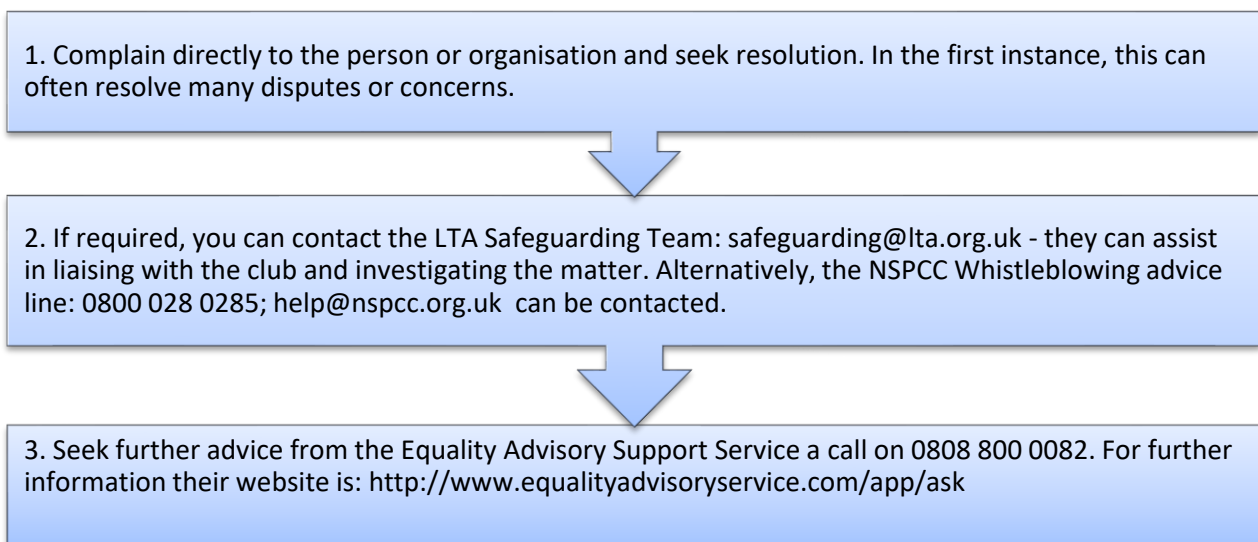 1. Complain directly to the person or organisation and seek resolution. In the first instance, this can
often resolve many disputes or concerns.
2. If required, you can contact the LTA Safeguarding Team: safeguarding@lta.org.uk - they can assist
in liaising with the club and investigating the matter. Alternatively, the NSPCC Whistleblowing advice
line: 0800 028 0285; help@nspcc.org.uk  can be contacted.
3. Seek further advice from the Equality Advisory Support Service a call on 0808 800 0082. For further
information their website is: http://www.equalityadvisoryservice.com/app/ask